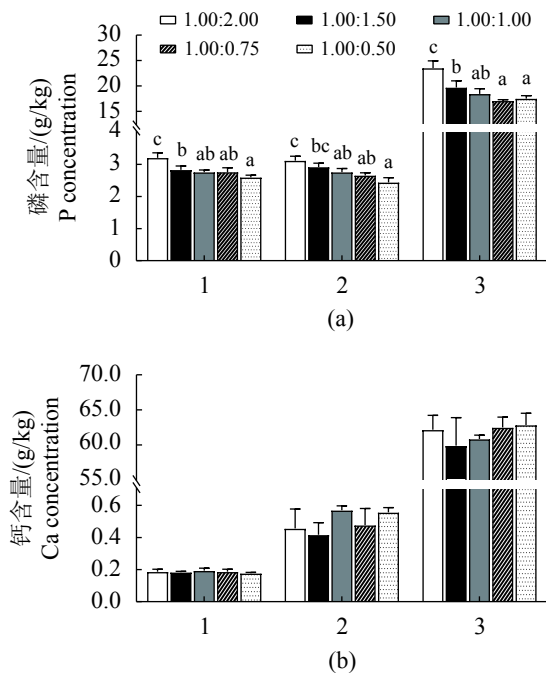 1.00:2.00 1.00:1.50 1.00:1.00
1.00:0.75 1.00:0.50
磷含量/(g/kg)
P concentration
25
20
15
4
3
2
1
0
c b ab ab a
c bc ab ab a
c b ab a a
1 2 3
(a)
钙含量/(g/kg)
Ca concentration
70.0
65.0
60.0
55.0
0.6
0.4
0.2
0.0
1 2 3
(b)